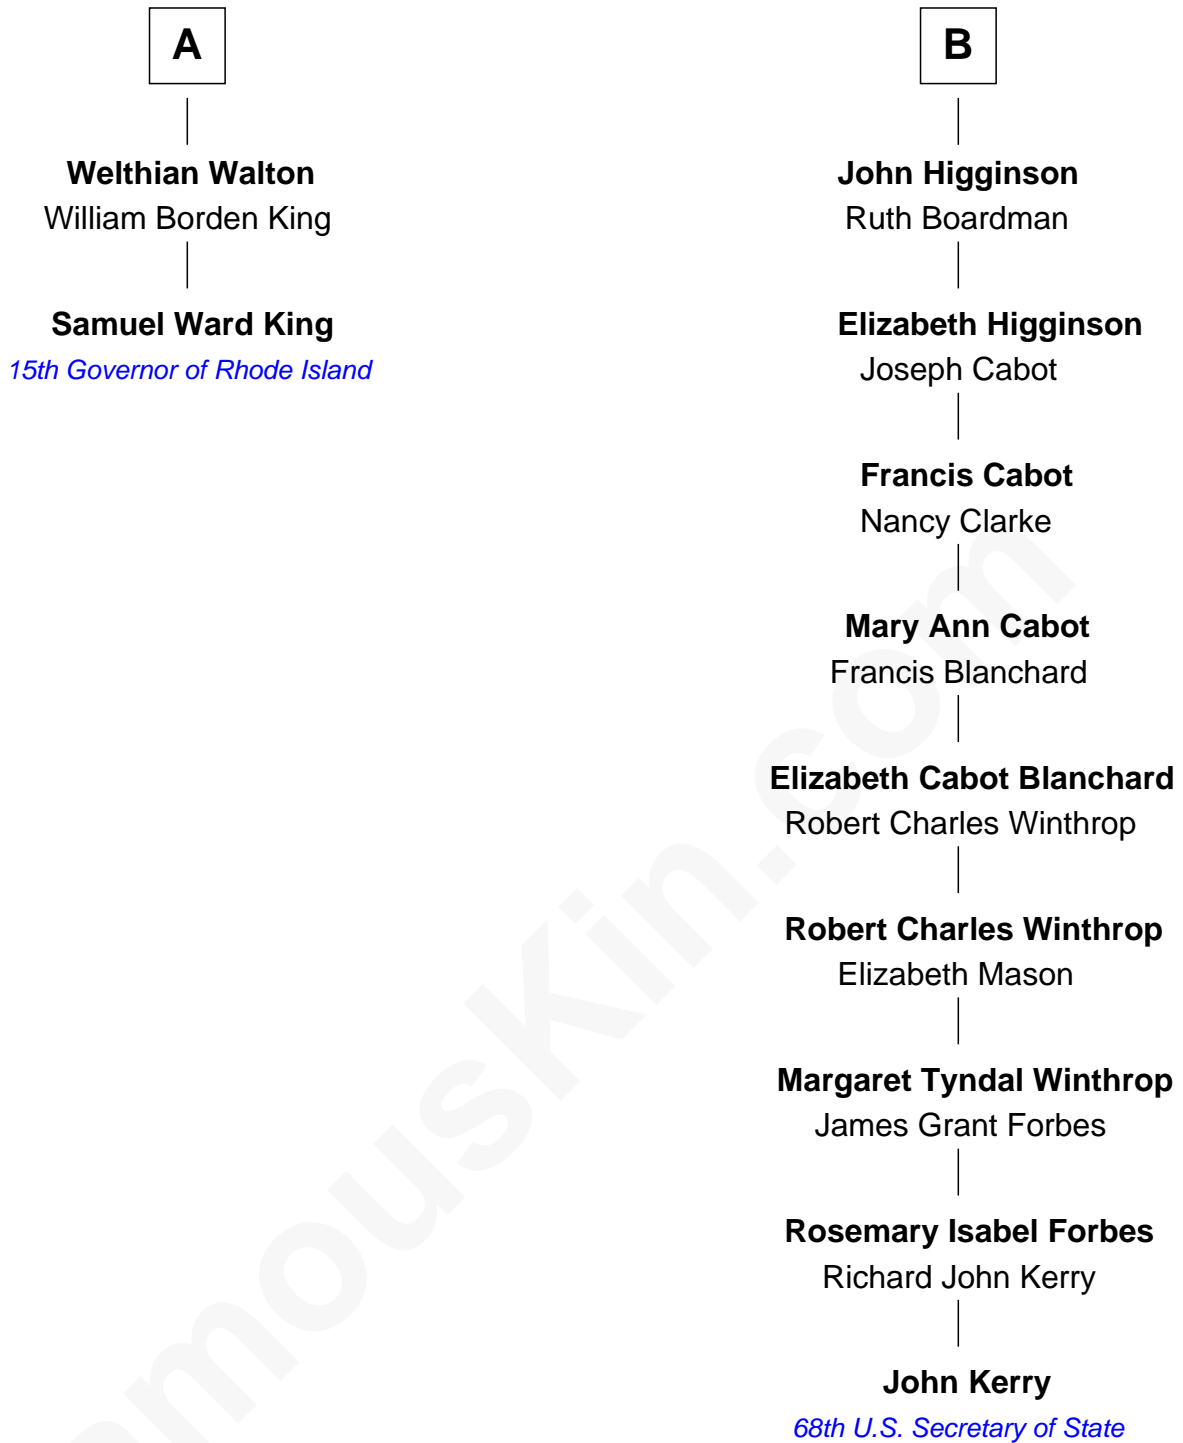 A
Welthian Walton
William Borden King
Samuel Ward King
15th Governor of Rhode Island
B
John Higginson
Ruth Boardman
Elizabeth Higginson
Joseph Cabot
Francis Cabot
Nancy Clarke
Mary Ann Cabot
Francis Blanchard
Elizabeth Cabot Blanchard
Robert Charles Winthrop
Robert Charles Winthrop
Elizabeth Mason
Margaret Tyndal Winthrop
James Grant Forbes
Rosemary Isabel Forbes
Richard John Kerry
John Kerry
68th U.S. Secretary of State
amouskin.com